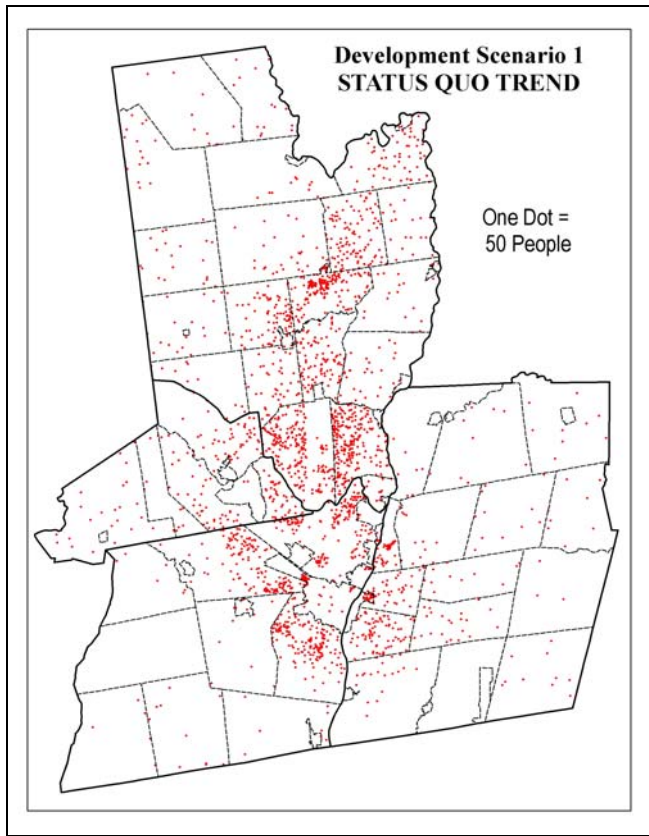 Development Scenario 1
STATUS QUO TREND
One Dot =
50 People